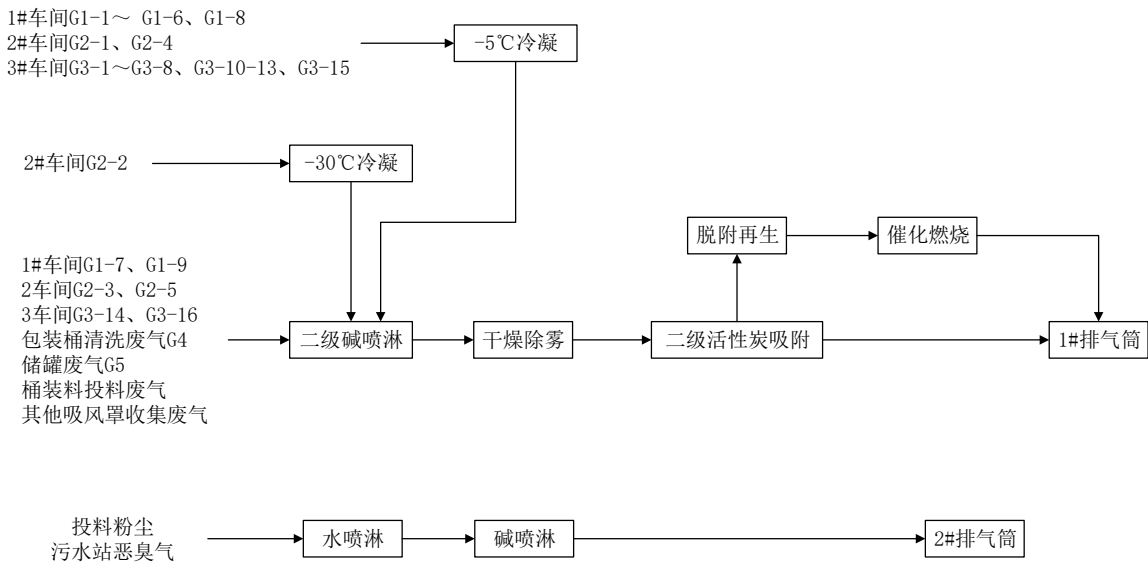 1#车间G1-1～ G1-6、G1-8
2#车间G2-1、G2-4
3#车间G3-1～G3-8、G3-10-13、G3-15
-5℃冷凝
2#车间G2-2
-30℃冷凝
脱附再生
催化燃烧
1#车间G1-7、G1-9
2车间G2-3、G2-5
3车间G3-14、G3-16
包装桶清洗废气G4
储罐废气G5
桶装料投料废气
其他吸风罩收集废气
二级碱喷淋
干燥除雾
二级活性炭吸附
1#排气筒
投料粉尘
污水站恶臭气
水喷淋
碱喷淋
2#排气筒